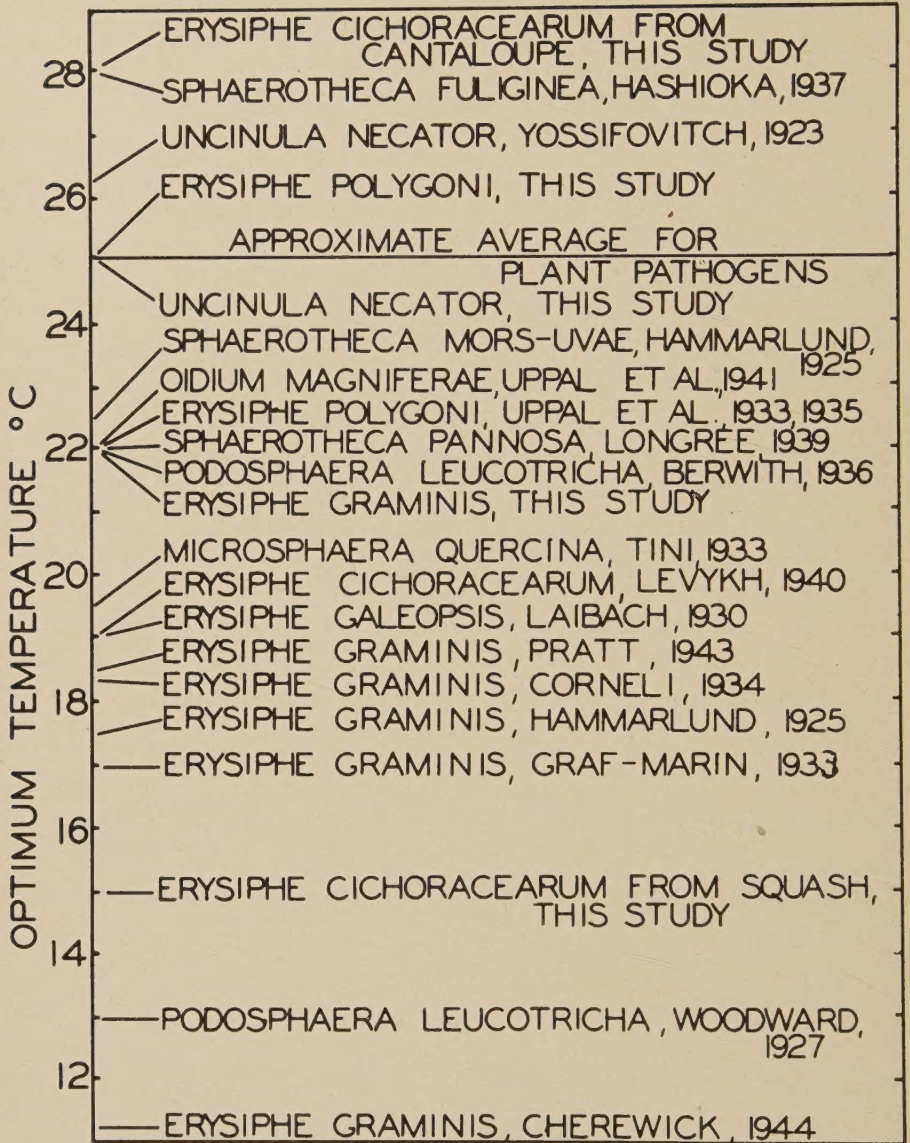 ERYSIPHE CICHORACEARUM FROM
CANTALOUPE, THIS STUDY
28
SPHAEROTHECA FULIGINEA, HASHIOKA, 1937
UNCINULA NECATOR, YOSSIFOVITCH, 1923
26
ERYSIPHE POLYGONI, THIS STUDY
APPROXIMATE AVERAGE FOR
PLANT PATHOGENS
UNCINULA NECATOR, THIS STUDY
24
SPHAEROTHECA MORS-UVAE, HAMMARLUND,
1925
OIDIUM MAGNIFERAE, UPPAL ET AL., 1941
ERYSIPHE POLYGONI, UPPAL ET AL., 1933, 1935
22
SPHAEROTHECA PANNOSA, LONGRÉE, 1939
PODOSPHAERA LEUCOTRICHA, BERWITH, 1936
ERYSIPHE GRAMINIS, THIS STUDY
MICROSPHAERA QUERCINA, TINI, 1933
20
ERYSIPHE CICHORACEARUM, LEVYKH, 1940
ERYSIPHE GALEOPSIS, LAIBACH, 1930
ERYSIPHE GRAMINIS, PRATT, 1943
ERYSIPHE GRAMINIS, CORNELI, 1934
18
ERYSIPHE GRAMINIS, HAMMARLUND, 1925
ERYSIPHE GRAMINIS, GRAF-MARIN, 1933
16
ERYSIPHE CICHORACEARUM FROM SQUASH,
THIS STUDY
14
PODOSPHAERA LEUCOTRICHA, WOODWARD,
1927
12
ERYSIPHE GRAMINIS, CHEREWICK, 1944
OPTIMUM TEMPERATURE °C